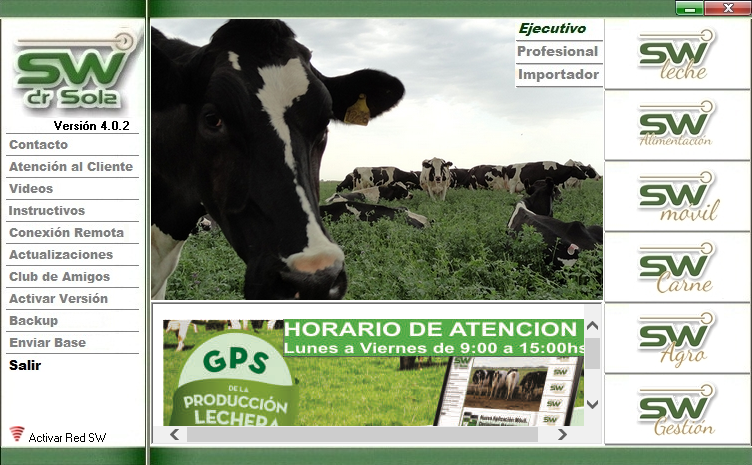 SW
dr Sola
Versión 4.0.2
Contacto
Atención al Cliente
Videos
Instructivos
Conexión Remota
Actualizaciones
Club de Amigos
Activar Versión
Backup
Enviar Base
Salir
Activar Red SW
Ejecutivo
Profesional
Importador
HORARIO DE ATENCION
Lunes a Viernes de 9:00 a 15:00hs
GPS
DE LA
PRODUCCIÓN
LECHERA
SW
Nueva Aplicación Móvil
SW
leche
SW
Alimentación
SW
móvil
SW
Carne
SW
Agro
SW
Gestión